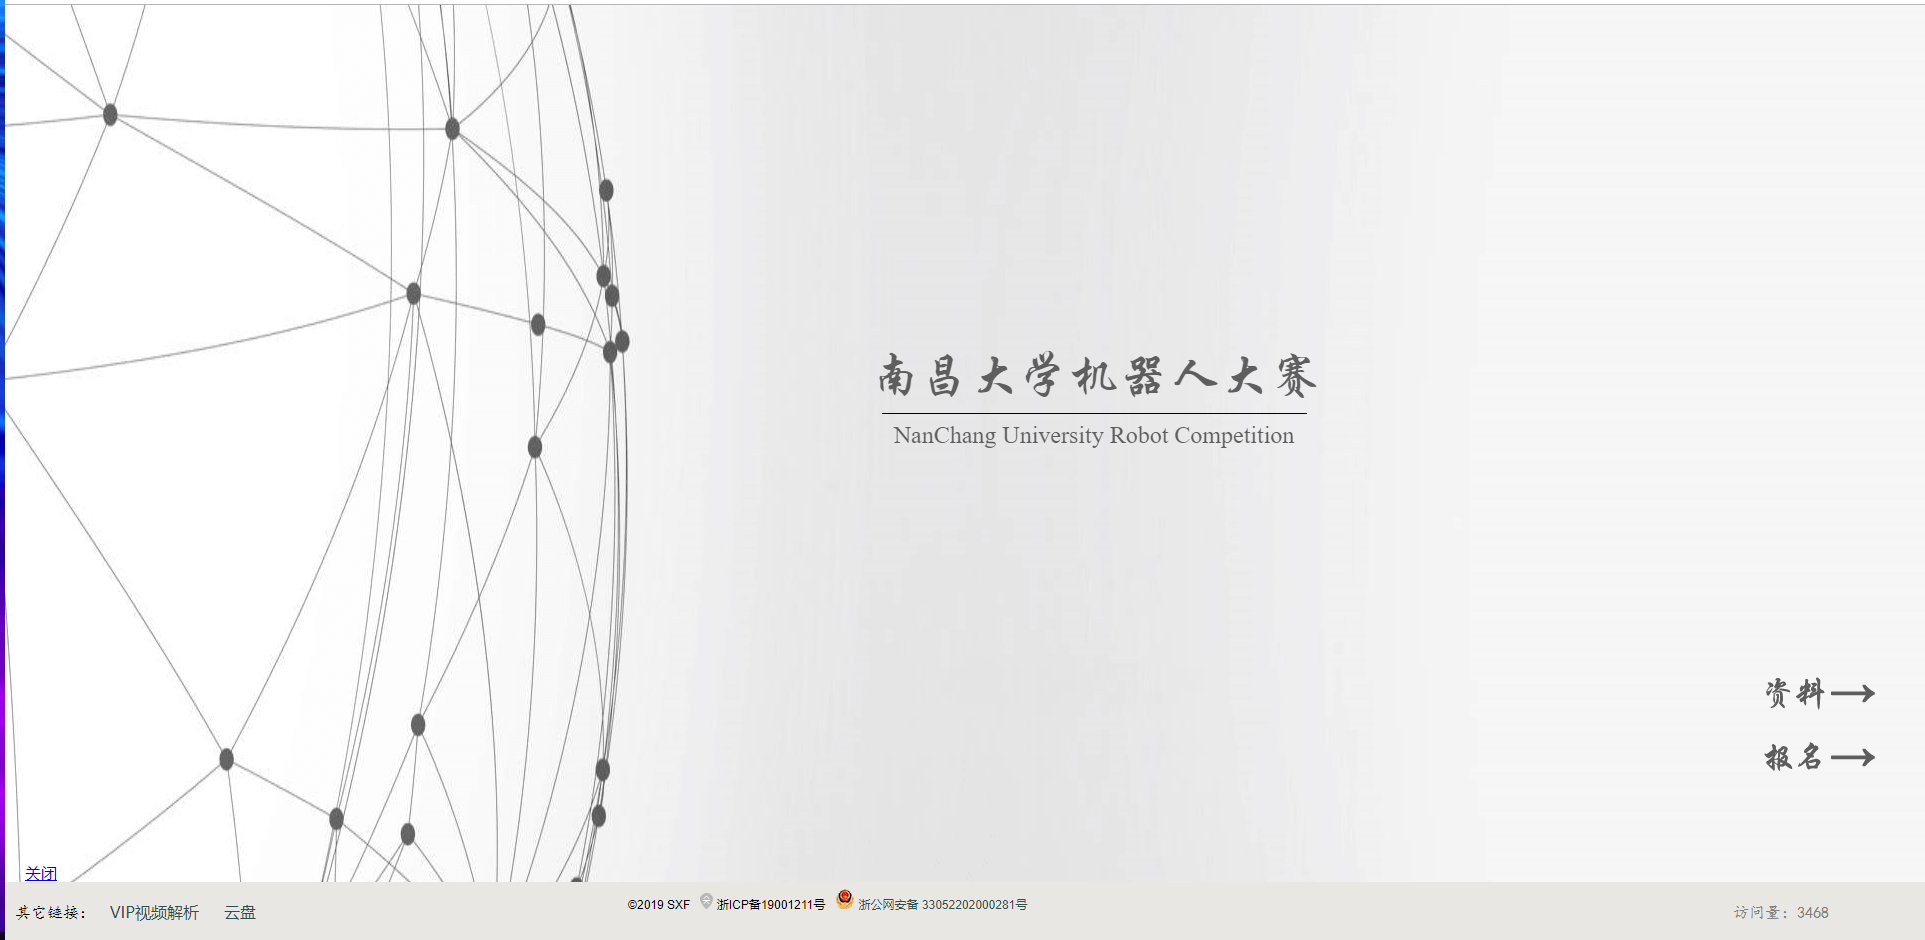 南昌大学机器人大赛
NanChang University Robot Competition
资料→
报名→
关闭
其它链接： VIP视频解析 云盘
©2019 SXF 浙ICP备19001211号 浙公网安备 33052202000281号
访问量：3468